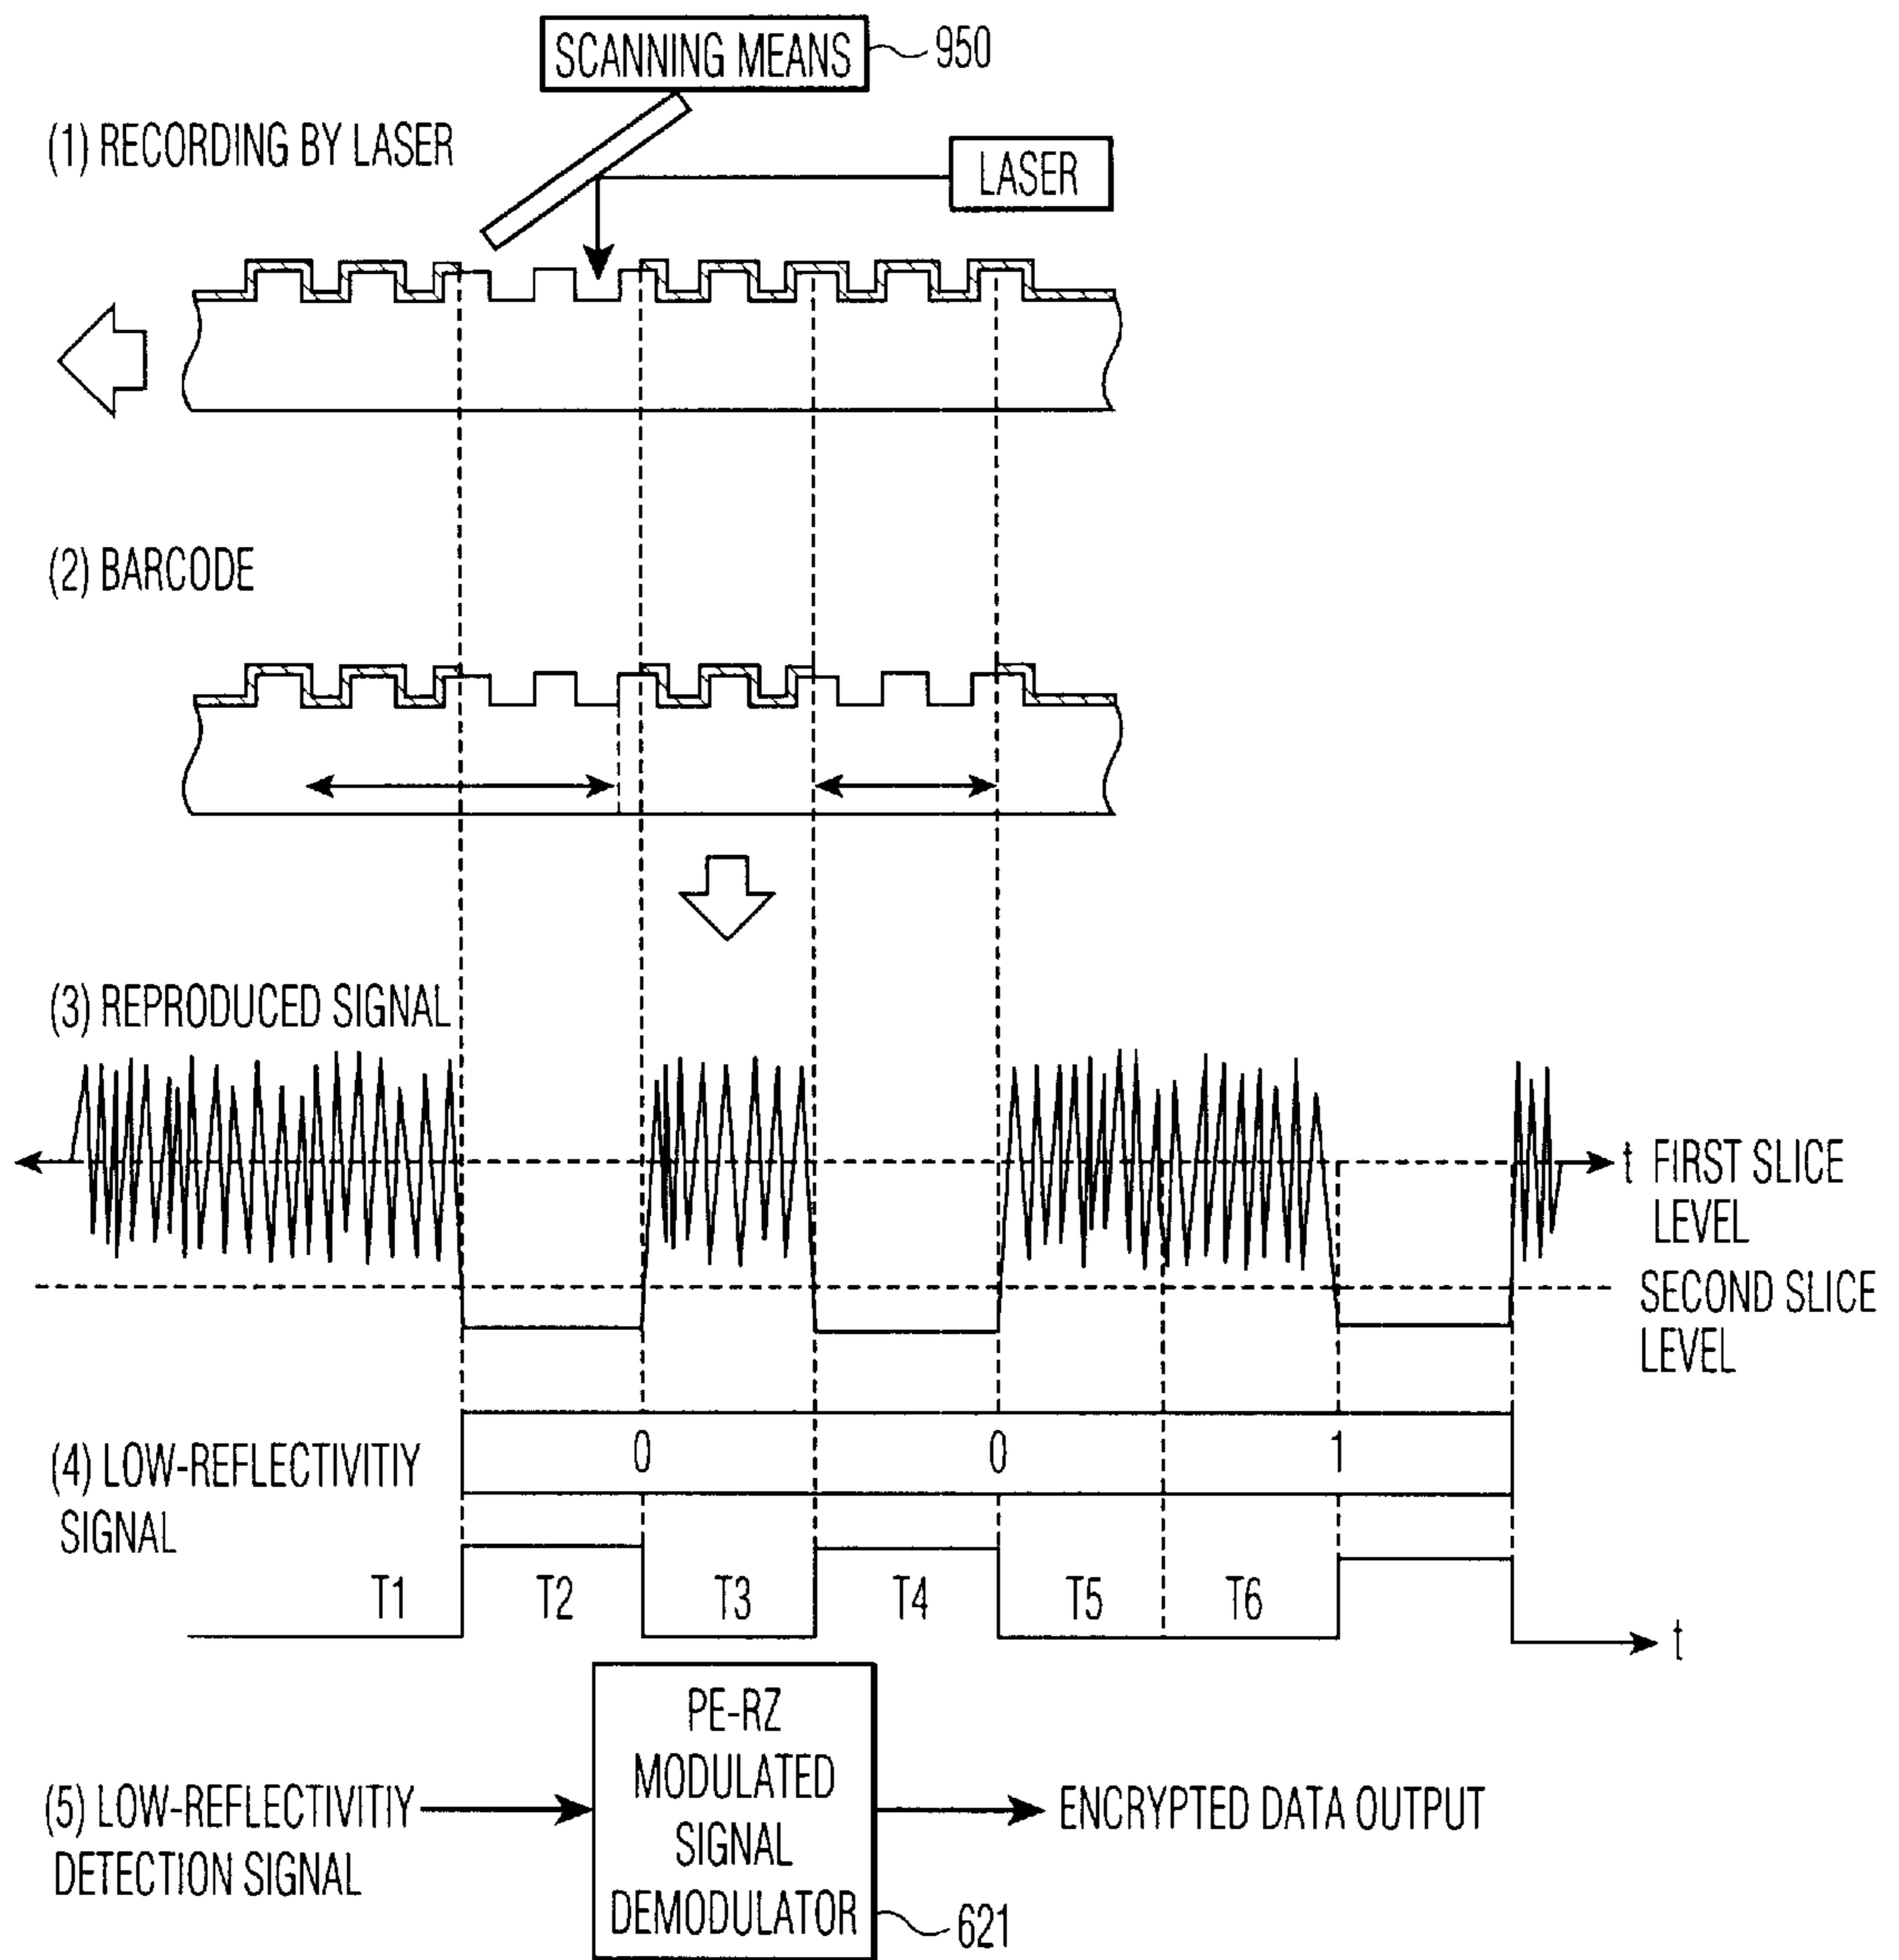 SCANNING MEANS
950
(1) RECORDING BY LASER
LASER
(2) BARCODE
(3) REPRODUCED SIGNAL
t FIRST SLICE
LEVEL
SECOND SLICE
LEVEL
(4) LOW-REFLECTIVITIY
SIGNAL
0 0 1
T1 T2 T3 T4 T5 T6
t
(5) LOW-REFLECTIVITIY
DETECTION SIGNAL
PE-RZ
MODULATED
SIGNAL
DEMODULATOR
621
ENCRYPTED DATA OUTPUT